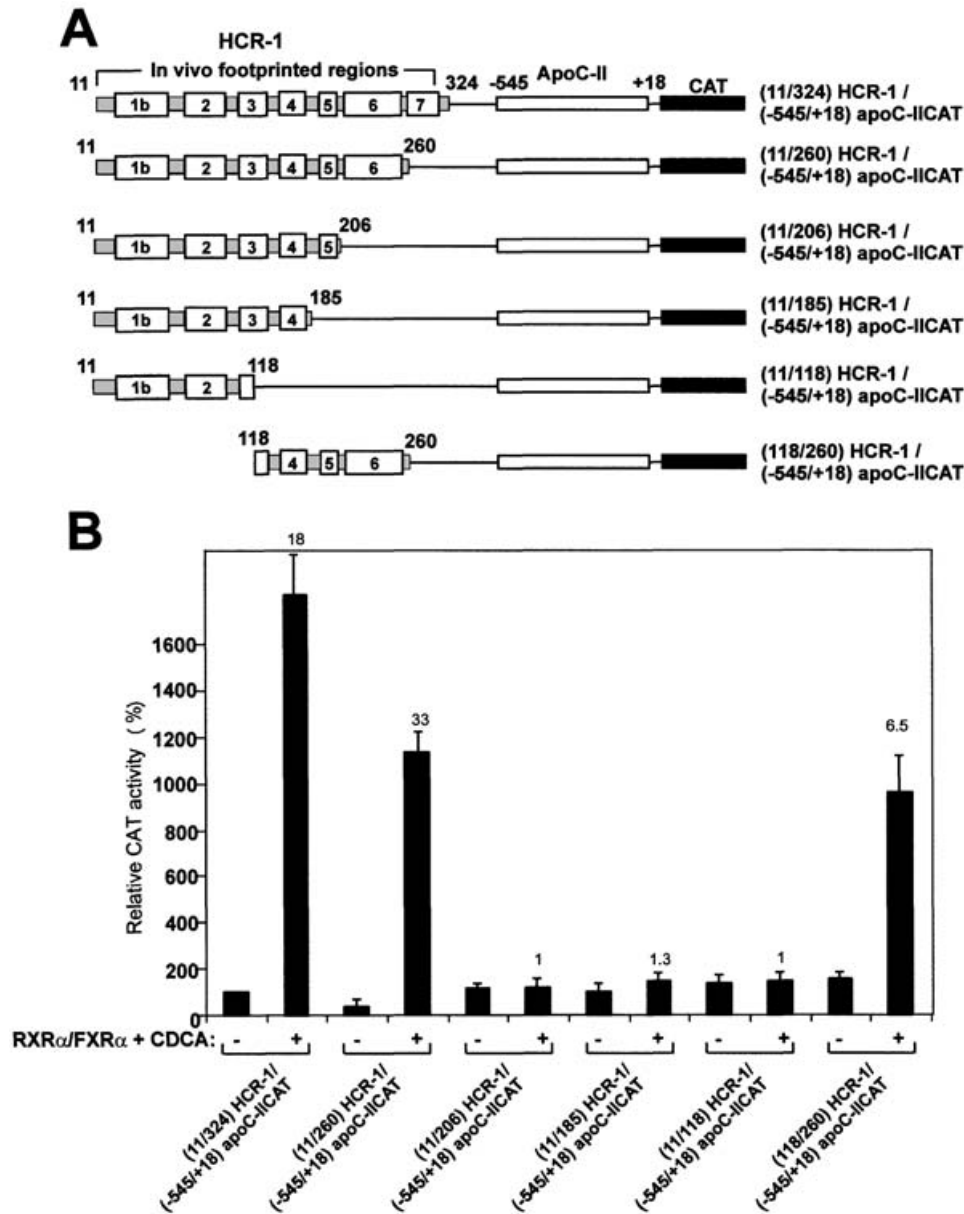 A
HCR-1
In vivo footprinted regions
11
324
-545
ApoC-II
+18
CAT
1b
2
3
4
5
6
7
(11/324) HCR-1 /
(-545/+18) apoC-IICAT
11
260
1b
2
3
4
5
6
(11/260) HCR-1 /
(-545/+18) apoC-IICAT
11
206
1b
2
3
4
5
(11/206) HCR-1 /
(-545/+18) apoC-IICAT
11
185
1b
2
3
4
(11/185) HCR-1 /
(-545/+18) apoC-IICAT
11
118
1b
2
(11/118) HCR-1 /
(-545/+18) apoC-IICAT
118
260
4
5
6
(118/260) HCR-1 /
(-545/+18) apoC-IICAT
B
Relative CAT activity (%)
1600
1400
1200
1000
800
600
400
200
0
18
33
1
1.3
1
6.5
RXRα/FXRα + CDCA:
- + - + - + - + - + - +
(11/324) HCR-1/
(-545/+18) apoC-IICAT
(11/260) HCR-1/
(-545/+18) apoC-IICAT
(11/206) HCR-1/
(-545/+18) apoC-IICAT
(11/185) HCR-1/
(-545/+18) apoC-IICAT
(11/118) HCR-1/
(-545/+18) apoC-IICAT
(118/260) HCR-1/
(-545/+18) apoC-IICAT